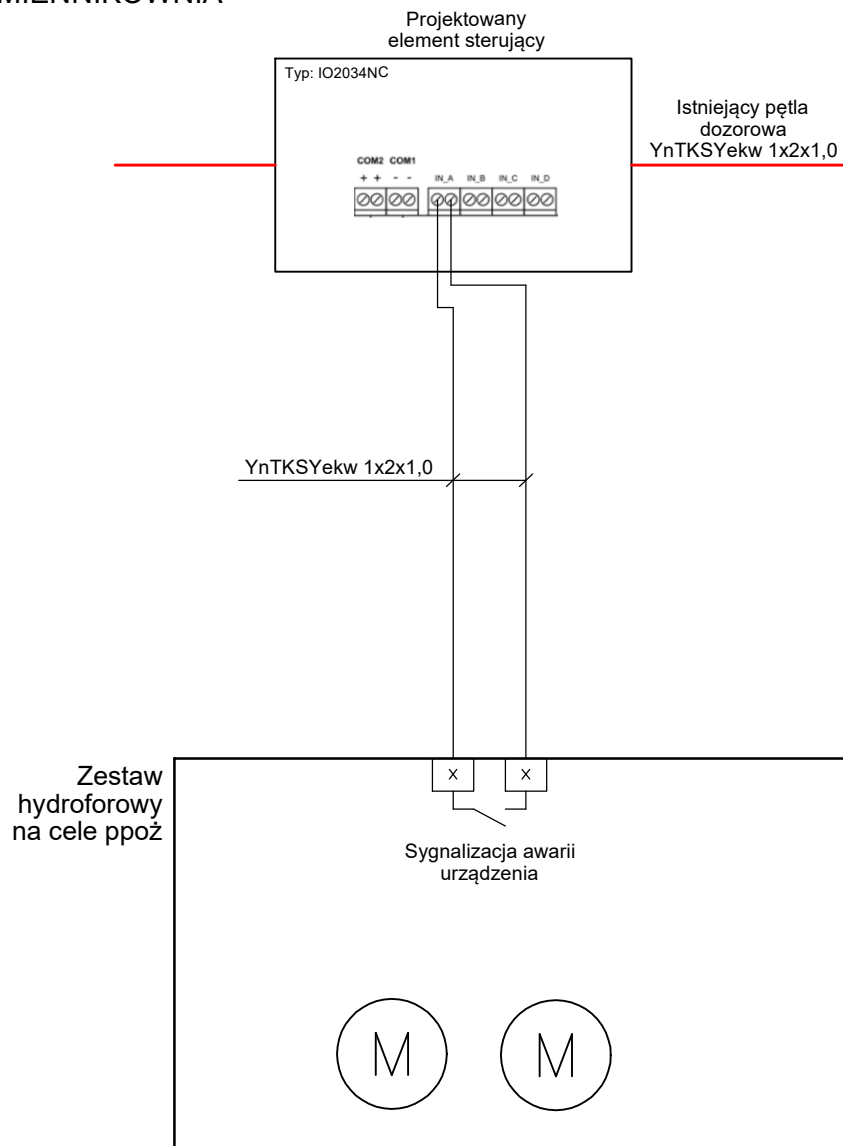 MIENNIKOWNIA
Projektowany
element sterujący
Typ: IO2034NC
Istniejący pętla
dozorowa
YnTKSYekw 1x2x1,0
COM2 COM1
+ + - - IN_A IN_B IN_C IN_D
YnTKSYekw 1x2x1,0
Zestaw
hydroforowy
na cele ppoż
x x
Sygnalizacja awarii
urządzenia
M M